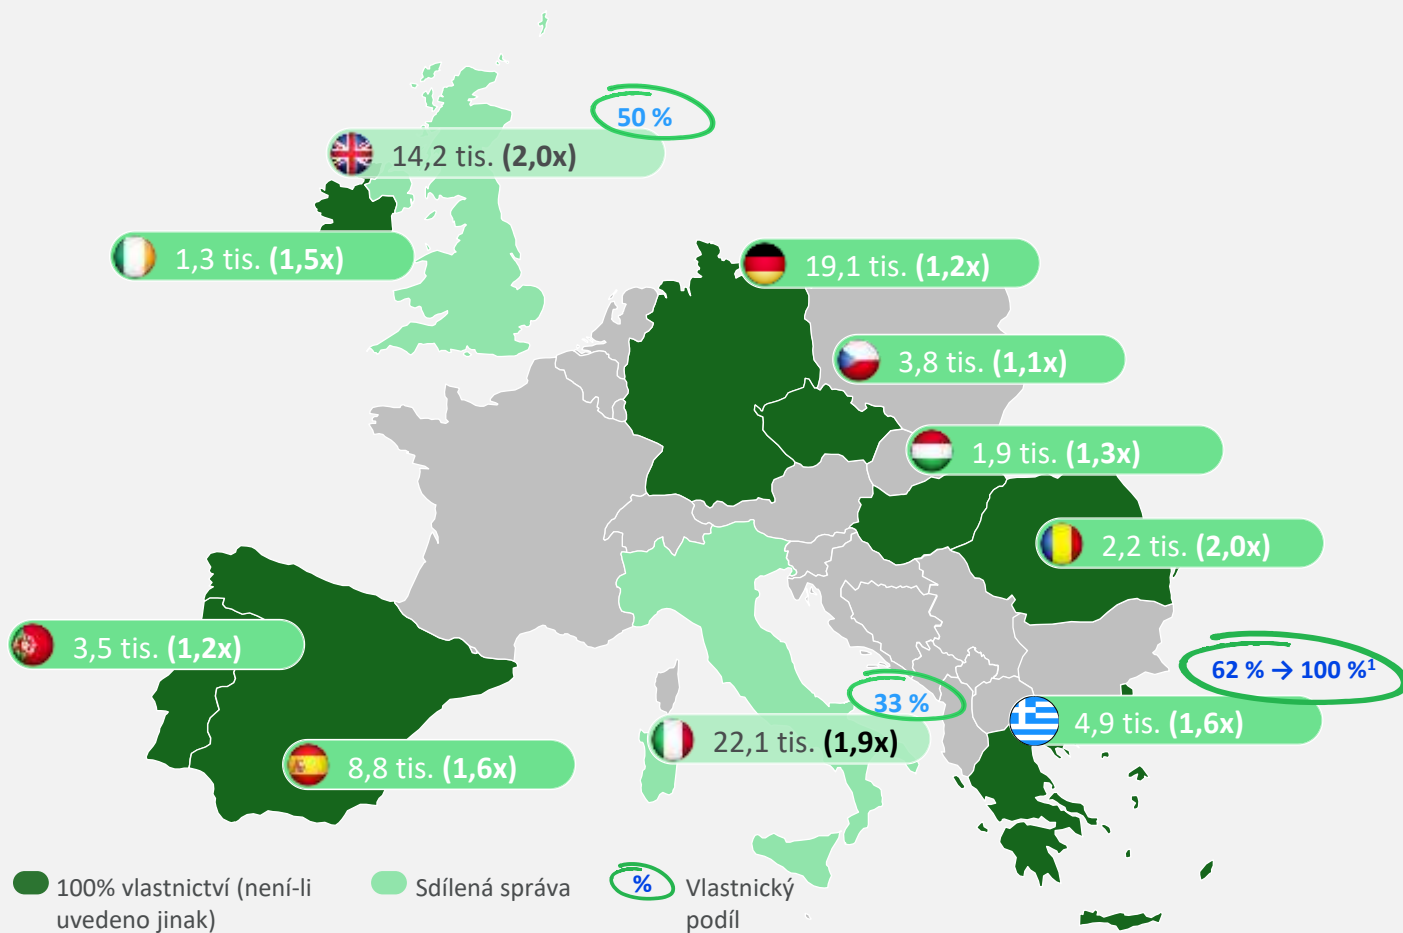 50 %
14,2 tis. (2,0x)
1,3 tis. (1,5x)
19,1 tis. (1,2x)
3,8 tis. (1,1x)
1,9 tis. (1,3x)
2,2 tis. (2,0x)
3,5 tis. (1,2x)
62 % → 100 %¹
33 %
4,9 tis. (1,6x)
22,1 tis. (1,9x)
8,8 tis. (1,6x)
100% vlastnictví (není-li
uvedeno jinak)
Sdílená správa
%
Vlastnický
podíl